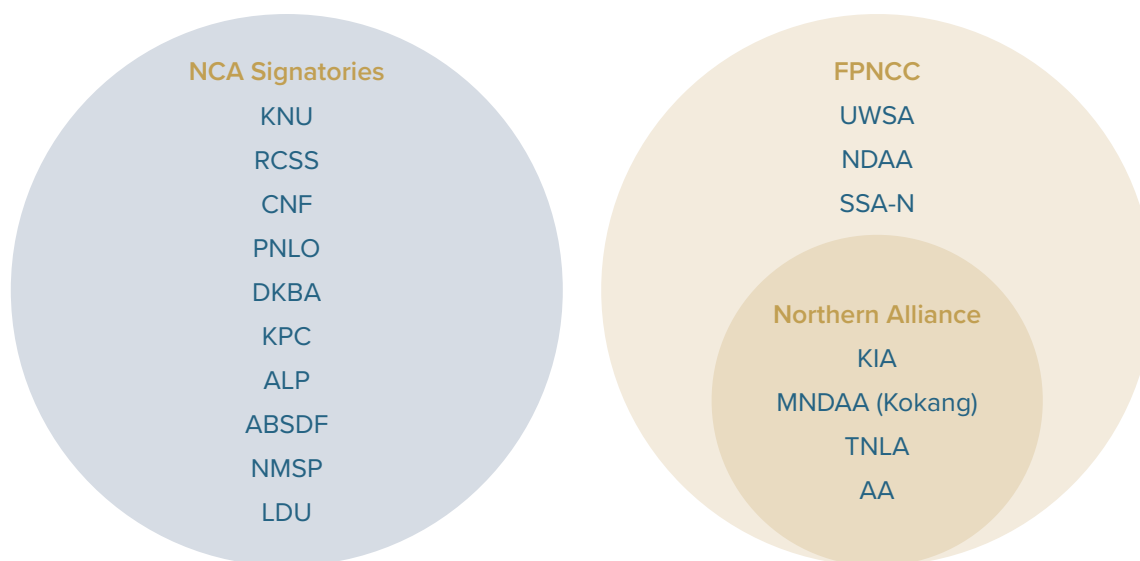 NCA Signatories
KNU
RCSS
CNF
PNLO
DKBA
KPC
ALP
ABSDF
NMSP
LDU
FPNCC
UWSA
NDAA
SSA-N
Northern Alliance
KIA
MNDAA (Kokang)
TNLA
AA